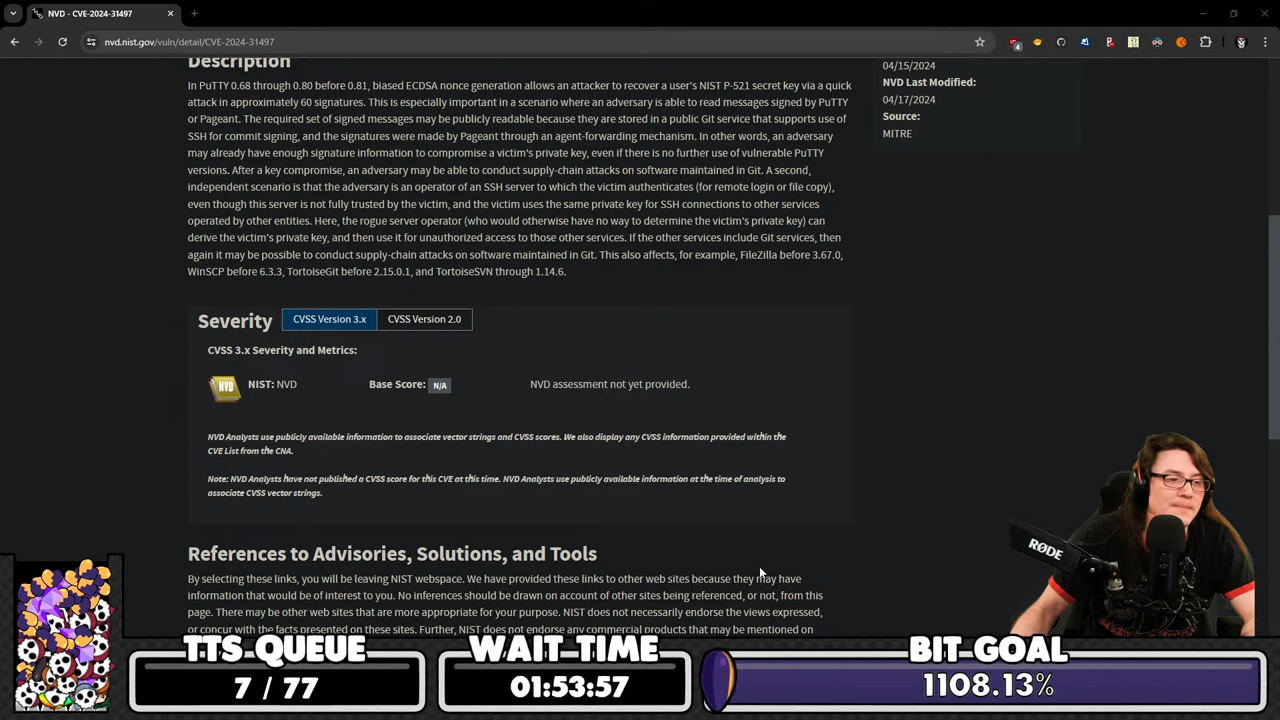 NVD - CVE-2024-31497
nvd.nist.gov/vuln/detail/CVE-2024-31497
4
Description
In PuTTY 0.68 through 0.80 before 0.81, biased ECDSA nonce generation allows an attacker to recover a user's NIST P-521 secret key via a quick
attack in approximately 60 signatures. This is especially important in a scenario where an adversary is able to read messages signed by PuTTY
or Pageant. The required set of signed messages may be publicly readable because they are stored in a public Git service that supports use of
SSH for commit signing, and the signatures were made by Pageant through an agent-forwarding mechanism. In other words, an adversary
may already have enough signature information to compromise a victim's private key, even if there is no further use of vulnerable PuTTY
versions. After a key compromise, an adversary may be able to conduct supply-chain attacks on software maintained in Git. A second,
independent scenario is that the adversary is an operator of an SSH server to which the victim authenticates (for remote login or file copy),
even though this server is not fully trusted by the victim, and the victim uses the same private key for SSH connections to other services
operated by other entities. Here, the rogue server operator (who would otherwise have no way to determine the victim's private key) can
derive the victim's private key, and then use it for unauthorized access to those other services. If the other services include Git services, then
again it may be possible to conduct supply-chain attacks on software maintained in Git. This also affects, for example, FileZilla before 3.67.0,
WinSCP before 6.3.3, TortoiseGit before 2.15.0.1, and TortoiseSVN through 1.14.6.
04/15/2024
NVD Last Modified:
04/17/2024
Source:
MITRE
Severity
CVSS Version 3.x
CVSS Version 2.0
CVSS 3.x Severity and Metrics:
NVD
NIST: NVD
Base Score: N/A
NVD assessment not yet provided.
NVD Analysts use publicly available information to associate vector strings and CVSS scores. We also display any CVSS information provided within the
CVE List from the CNA.
Note: NVD Analysts have not published a CVSS score for this CVE at this time. NVD Analysts use publicly available information at the time of analysis to
associate CVSS vector strings.
References to Advisories, Solutions, and Tools
By selecting these links, you will be leaving NIST webspace. We have provided these links to other web sites because they may have
information that would be of interest to you. No inferences should be drawn on account of other sites being referenced, or not, from this
page. There may be other web sites that are more appropriate for your purpose. NIST does not necessarily endorse the views expressed,
or concur with the facts presented on these sites. Further, NIST does not endorse any commercial products that may be mentioned on
RØDE
TTS QUEUE
7 / 77
WAIT TIME
01:53:57
BIT GOAL
1108.13%